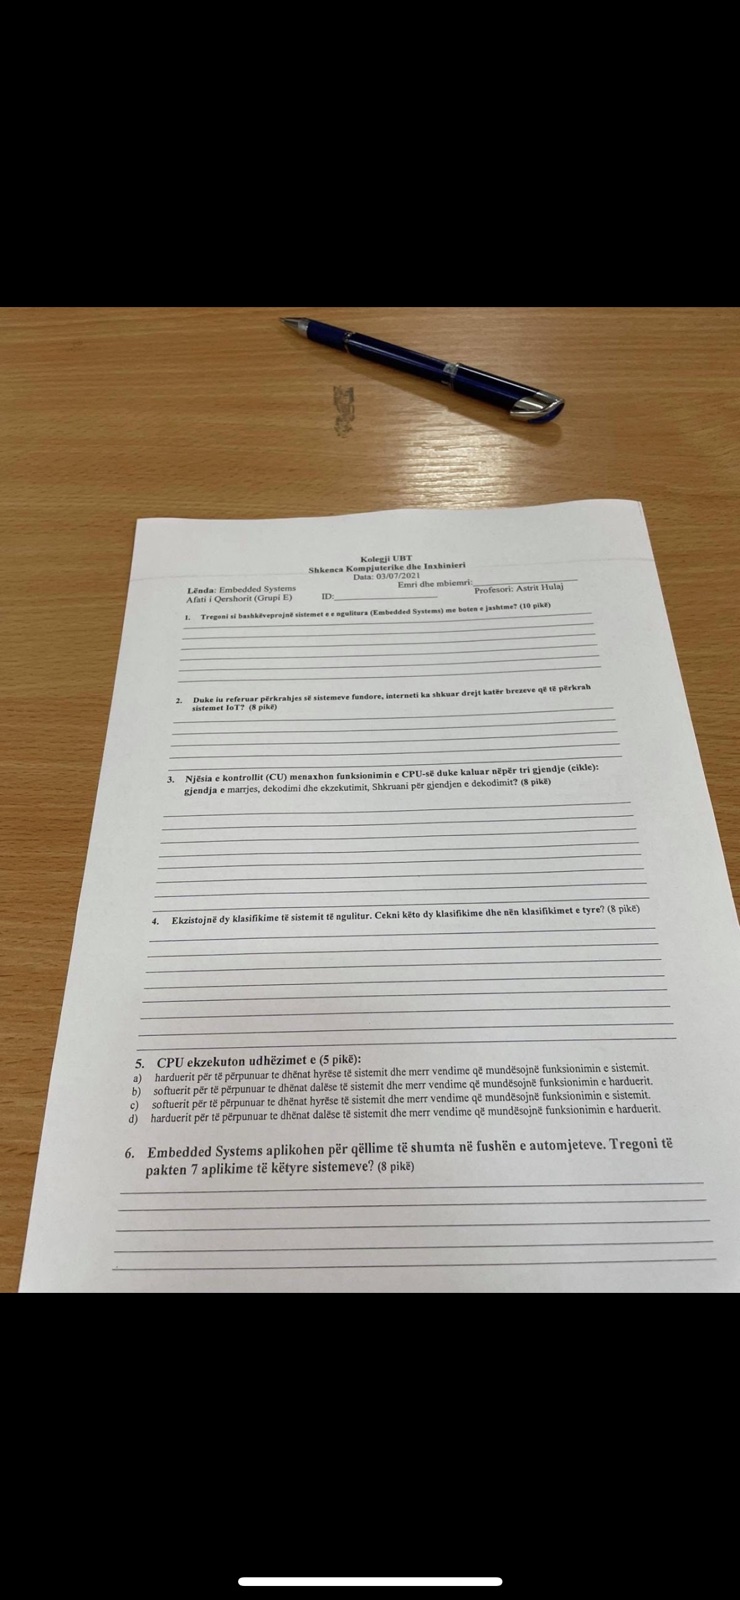 Kolegji UBT
Shkenca Kompjuterike dhe Inxhinieri
Data: 03/07/2021
Lënda: Embedded Systems
Emri dhe mbiemri:
Afati i Qershorit (Grupi E)
ID:
Profesori: Astrit Hulaj
1. Tregoni si bashkëveprojnë sistemet e e ngulitura (Embedded Systems) me boten e jashtme? (10 pikë)
2. Duke iu referuar përkrahjes së sistemeve fundore, interneti ka shkuar drejt katër brezeve që të përkrah
sistemet IoT? (8 pikë)
3. Njësia e kontrollit (CU) menaxhon funksionimin e CPU-së duke kaluar nëpër tri gjendje (cikle):
gjendja e marrjes, dekodimi dhe ekzekutimit, Shkruani për gjendjen e dekodimit? (8 pikë)
4. Ekzistojnë dy klasifikime të sistemit të ngulitur. Cekni këto dy klasifikime dhe nën klasifikimet e tyre? (8 pikë)
5. CPU ekzekuton udhëzimet e (5 pikë):
a) harduerit për të përpunuar te dhënat hyrëse të sistemit dhe merr vendime që mundësojnë funksionimin e sistemit.
b) softuerit për të përpunuar te dhënat dalëse të sistemit dhe merr vendime që mundësojnë funksionimin e harduerit.
c) softuerit për të përpunuar te dhënat hyrëse të sistemit dhe merr vendime që mundësojnë funksionimin e sistemit.
d) harduerit për të përpunuar te dhënat dalëse të sistemit dhe merr vendime që mundësojnë funksionimin e harduerit.
6. Embedded Systems aplikohen për qëllime të shumta në fushën e automjeteve. Tregoni të
pakten 7 aplikime të këtyre sistemeve? (8 pikë)